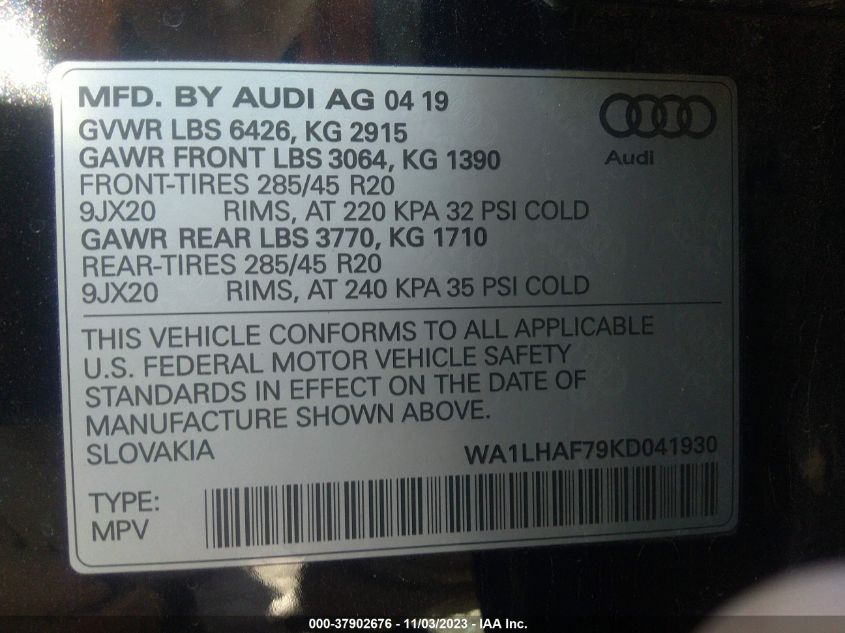 MFD. BY AUDI AG 04 19
GVWR LBS 6426, KG 2915
GAWR FRONT LBS 3064, KG 1390
FRONT-TIRES 285/45 R20
9JX20 RIMS, AT 220 KPA 32 PSI COLD
GAWR REAR LBS 3770, KG 1710
REAR-TIRES 285/45 R20
9JX20 RIMS, AT 240 KPA 35 PSI COLD
Audi
THIS VEHICLE CONFORMS TO ALL APPLICABLE
U.S. FEDERAL MOTOR VEHICLE SAFETY
STANDARDS IN EFFECT ON THE DATE OF
MANUFACTURE SHOWN ABOVE.
SLOVAKIA WA1LHAF79KD041930
TYPE:
MPV
000-37902676 - 11/03/2023 - IAA Inc.